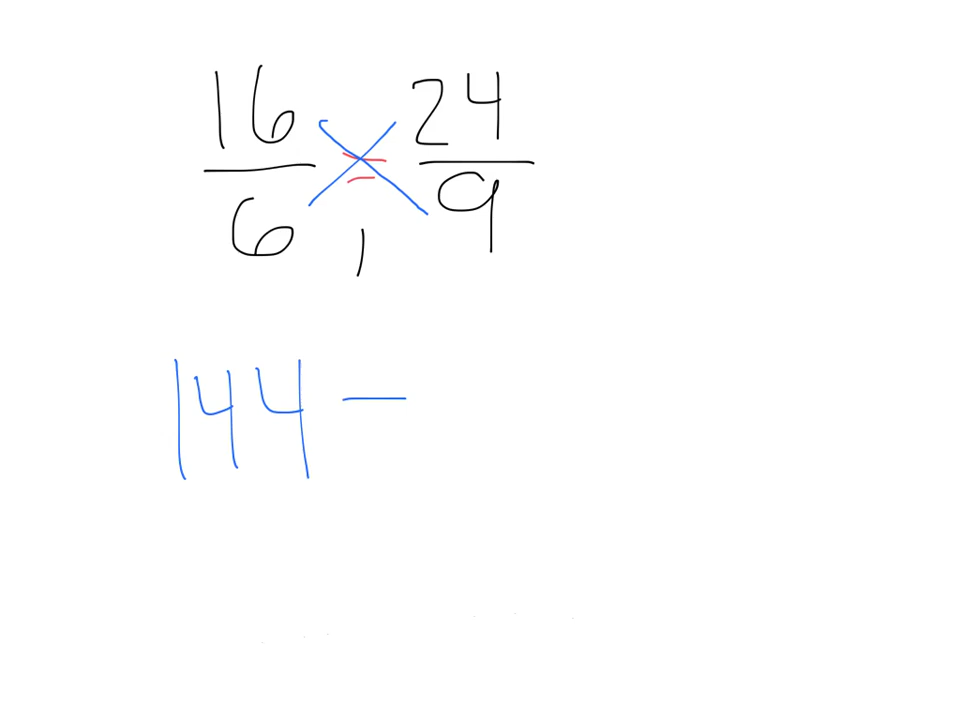 16/6 = , 24/9
144 –